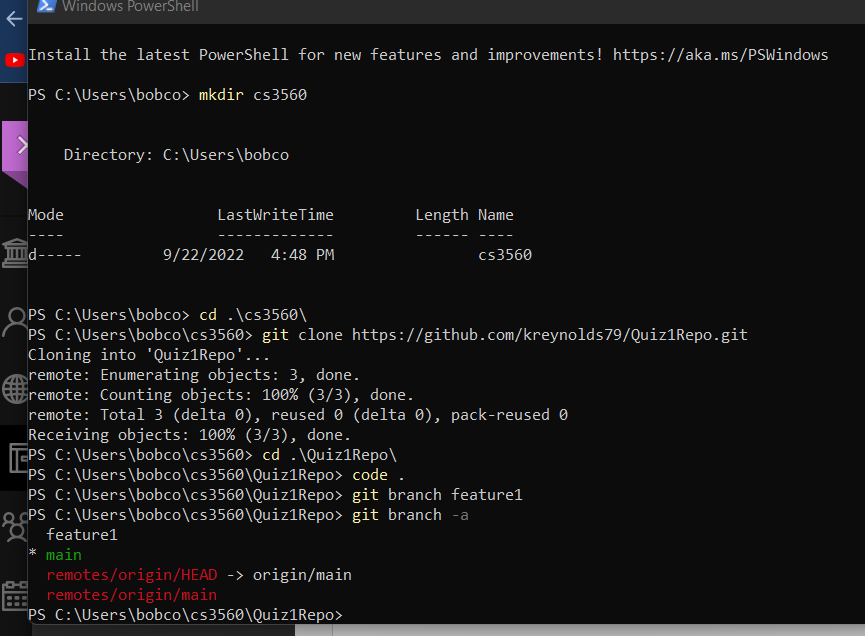 Windows PowerShell
Install the latest PowerShell for new features and improvements! https://aka.ms/PSWindows
PS C:\Users\bobco> mkdir cs3560
Directory: C:\Users\bobco
Mode                 LastWriteTime         Length Name
----                 -------------         ------ ----
d-----         9/22/2022   4:48 PM                cs3560
PS C:\Users\bobco> cd .\cs3560\
PS C:\Users\bobco\cs3560> git clone https://github.com/kreynolds79/Quiz1Repo.git
Cloning into 'Quiz1Repo'...
remote: Enumerating objects: 3, done.
remote: Counting objects: 100% (3/3), done.
remote: Total 3 (delta 0), reused 0 (delta 0), pack-reused 0
Receiving objects: 100% (3/3), done.
PS C:\Users\bobco\cs3560> cd .\Quiz1Repo\
PS C:\Users\bobco\cs3560\Quiz1Repo> code .
PS C:\Users\bobco\cs3560\Quiz1Repo> git branch feature1
PS C:\Users\bobco\cs3560\Quiz1Repo> git branch -a
feature1
* main
remotes/origin/HEAD -> origin/main
remotes/origin/main
PS C:\Users\bobco\cs3560\Quiz1Repo>